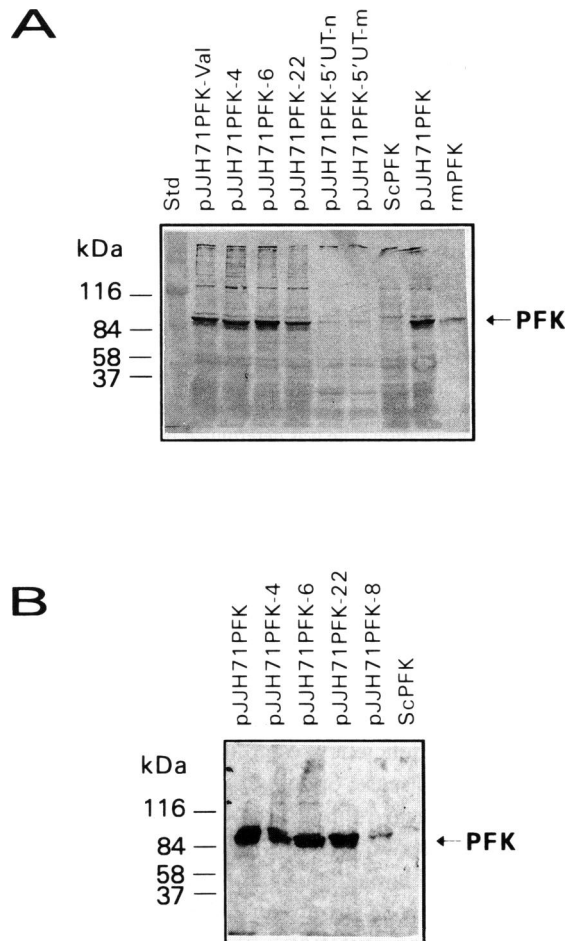 A
Std
pJJH71PFK-Val
pJJH71PFK-4
pJJH71PFK-6
pJJH71PFK-22
pJJH71PFK-5'UT-n
pJJH71PFK-5'UT-m
ScPFK
pJJH71PFK
rmPFK
kDa
116
84
58
37
←PFK
B
pJJH71PFK
pJJH71PFK-4
pJJH71PFK-6
pJJH71PFK-22
pJJH71PFK-8
ScPFK
kDa
116
84
58
37
←PFK